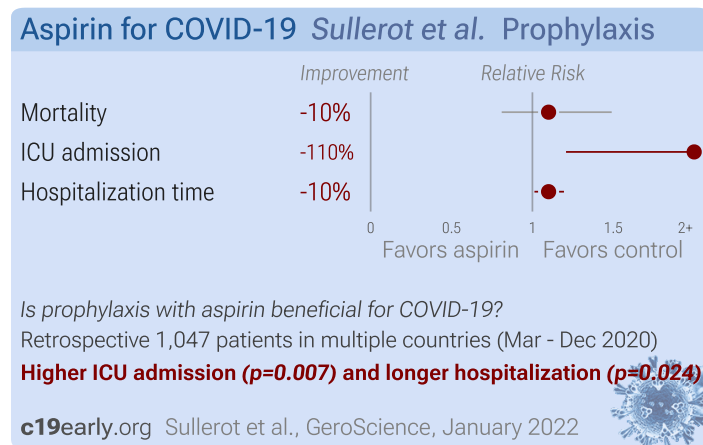 Aspirin for COVID-19 Sullerot et al. Prophylaxis
Improvement Relative Risk
Mortality -10%
ICU admission -110%
Hospitalization time -10%
0 0.5 1 1.5 2+
Favors aspirin Favors control
Is prophylaxis with aspirin beneficial for COVID-19?
Retrospective 1,047 patients in multiple countries (Mar - Dec 2020)
Higher ICU admission (p=0.007) and longer hospitalization (p=0.024)
c19early.org Sullerot et al., GeroScience, January 2022